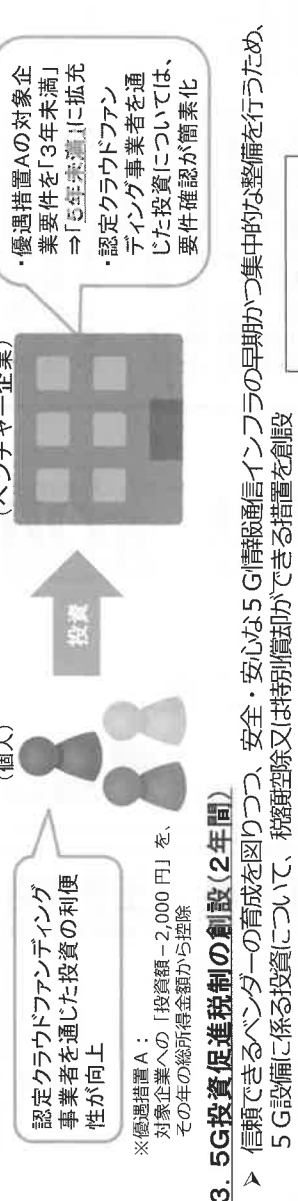 (個人)
(ベンチャー企業)
認定クラウドファンディング
事業者を通じた投資の利便
性が向上
投資
・優遇措置Aの対象企
業要件を「3年未満」
⇒「5年未満」に拡充
・認定クラウドファン
ディング事業者を通
じた投資については、
要件確認が簡素化
※優遇措置A:
対象企業への「投資額-2,000円」を、
その年の総所得金額から控除
3. 5G投資促進税制の創設(2年間)
➢ 信頼できるベンダーの育成を図りつつ、安全・安心な5G情報通信インフラの早期かつ集中的な整備を行うため、
5G設備に係る投資について、税額控除又は特別償却ができる措置を創設